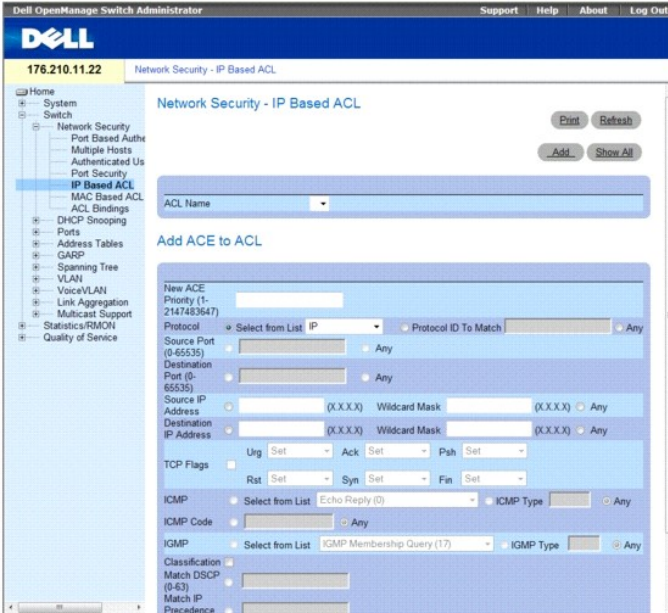 Dell OpenManage Switch Administrator
Support Help About Log Out
DELL
176.210.11.22
Network Security - IP Based ACL
Home
System
Switch
Network Security
Port Based Authe
Multiple Hosts
Authenticated Us
Port Security
IP Based ACL
MAC Based ACL
ACL Bindings
DHCP Snooping
Ports
Address Tables
GARP
Spanning Tree
VLAN
VoiceVLAN
Link Aggregation
Multicast Support
Statistics/RMON
Quality of Service
Network Security - IP Based ACL
Print Refresh
Add Show All
ACL Name
Add ACE to ACL
New ACE
Priority (1-
2147483647)
Protocol Select from List IP Protocol ID To Match Any
Source Port
(0-65535) Any
Destination
Port (0-
65535) Any
Source IP
Address (X.X.X.X) Wildcard Mask (X.X.X.X) Any
Destination
IP Address (X.X.X.X) Wildcard Mask (X.X.X.X) Any
TCP Flags
Urg Set Ack Set Psh Set
Rst Set Syn Set Fin Set
ICMP Select from List Echo Reply (0) ICMP Type Any
ICMP Code Any
IGMP Select from List IGMP Membership Query (17) IGMP Type Any
Classification
Match DSCP
(0-63)
Match IP
Precedence